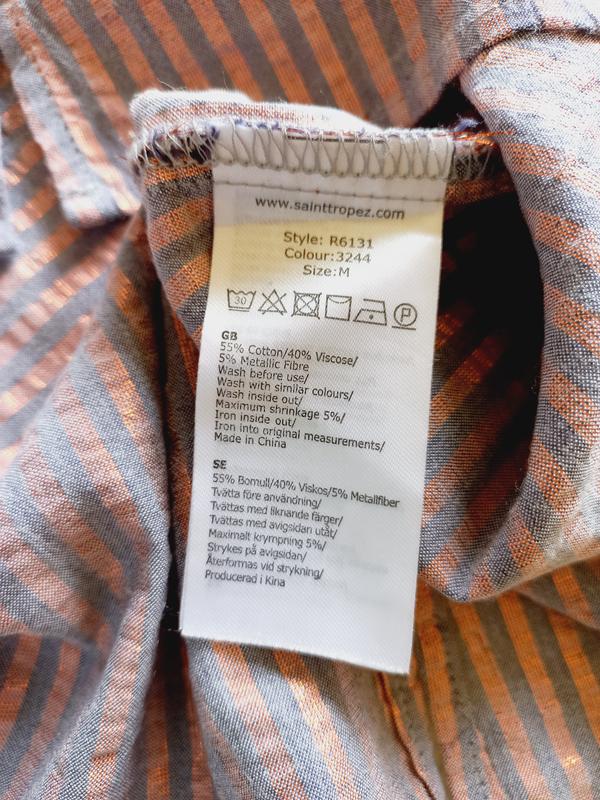 www.sainttropez.com
Style: R6131
Colour:3244
Size:M
30 P
GB
55% Cotton/40% Viscose/
5% Metallic Fibre
Wash before use/
Wash with similar colours/
Wash inside out/
Maximum shrinkage 5%/
Iron inside out/
Iron into original measurements/
Made in China
SE
55% Bomull/40% Viskos/5% Metallfiber
Tvätta före användning/
Tvättas med liknande färger/
Tvättas med avigsidan utåt/
Maximalt krympning 5%/
Strykes på avigsidan/
Återformas vid strykning/
Producerad i Kina